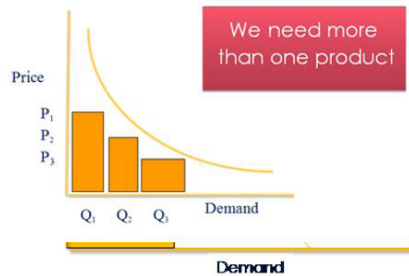 We need more
than one product
Price
P₁
P₂
P₃
Q₁ Q₂ Q₃ Demand
Demand